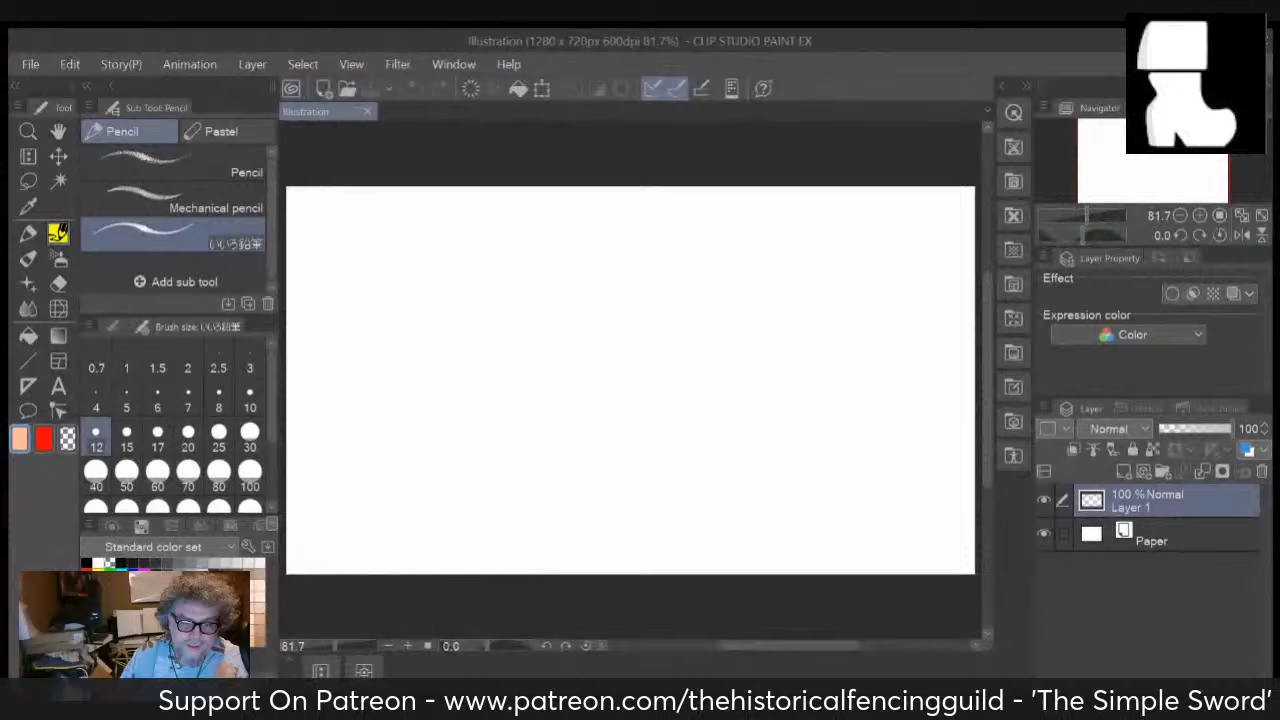 Illustration (1280 x 720px 600dpi 81.7%) - CLIP STUDIO PAINT EX
File Edit Story(P) Animation Layer Select View Filter Window Help
Tool Sub Tool: Pencil
Illustration
Navigator
Pencil Pastel
Pencil
Mechanical pencil
81.7
0.0
Layer Property
Add sub tool
Effect
Expression color
Brush size:
Color
0.7 1 1.5 2 2.5 3
4 5 6 7 8 10
Layer
Normal 100
12 15 17 20 25 30
40 50 60 70 80 100
100 % Normal
Layer 1
Paper
Standard color set
81.7 0.0
Support On Patreon - www.patreon.com/thehistoricalfencingguild - 'The Simple Sword'